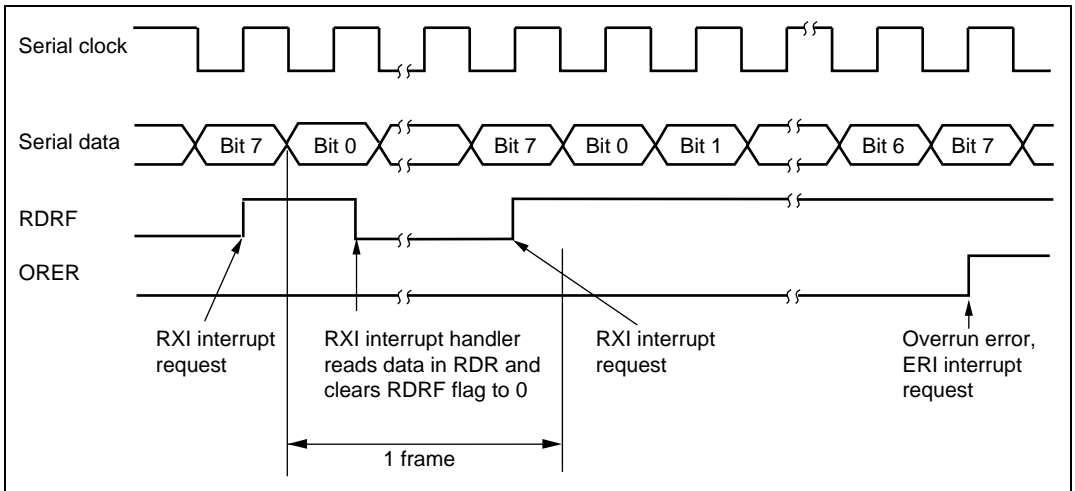 Serial clock
Serial data
Bit 7
Bit 0
Bit 7
Bit 0
Bit 1
Bit 6
Bit 7
RDRF
ORER
RXI interrupt
request
RXI interrupt handler
reads data in RDR and
clears RDRF flag to 0
RXI interrupt
request
Overrun error,
ERI interrupt
request
1 frame